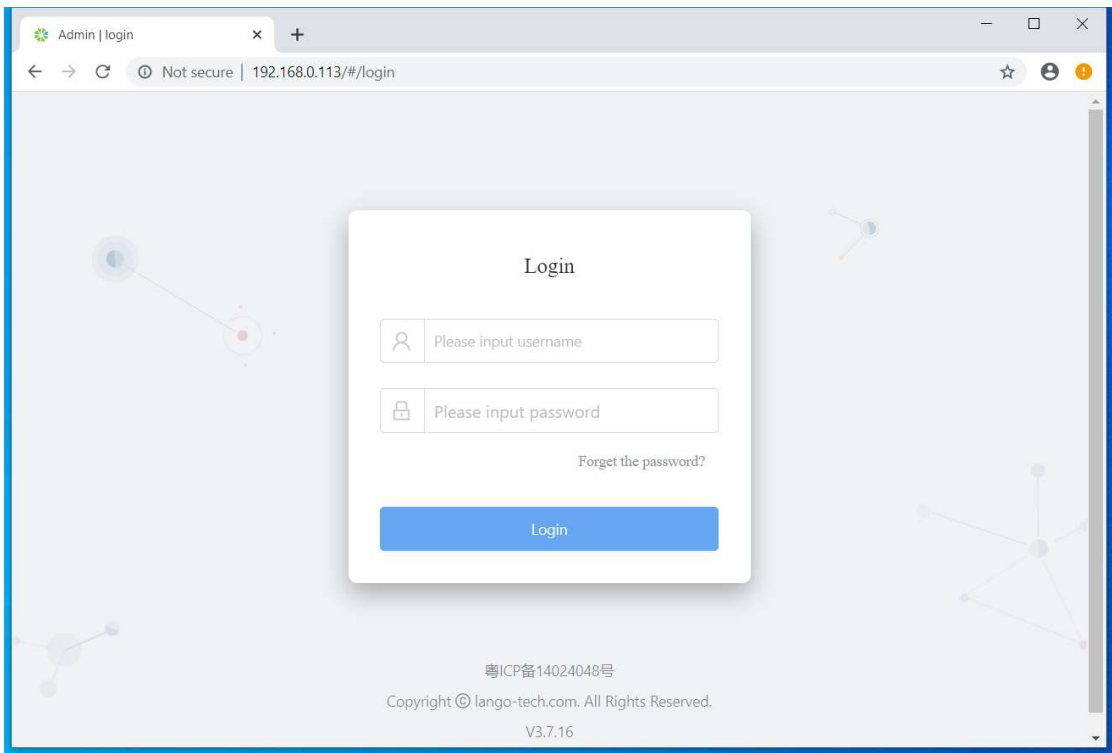 Admin | login
Not secure | 192.168.0.113/#/login
Login
Please input username
Please input password
Forget the password?
Login
粤ICP备14024048号
Copyright © lango-tech.com. All Rights Reserved.
V3.7.16